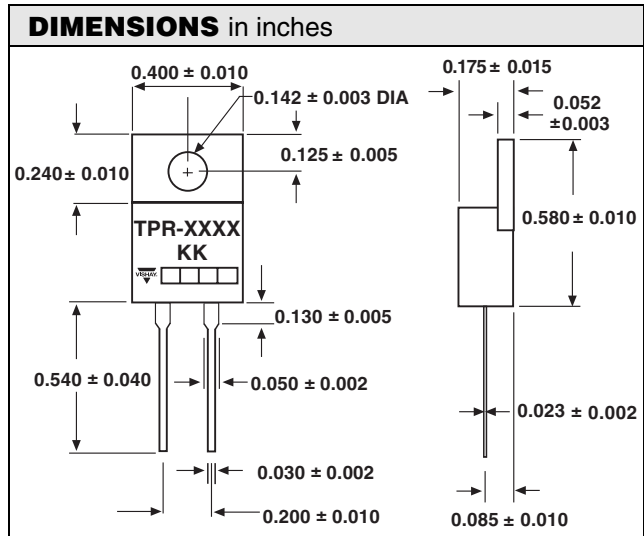 DIMENSIONS in inches
0.400 ± 0.010
0.142 ± 0.003 DIA
0.125 ± 0.005
0.240± 0.010
TPR-XXXX
KK
VISHAY
0.130 ± 0.005
0.540 ± 0.040
0.050 ± 0.002
0.030 ± 0.002
0.200 ± 0.010
0.175± 0.015
0.052
±0.003
0.580± 0.010
0.023 ± 0.002
0.085 ± 0.010